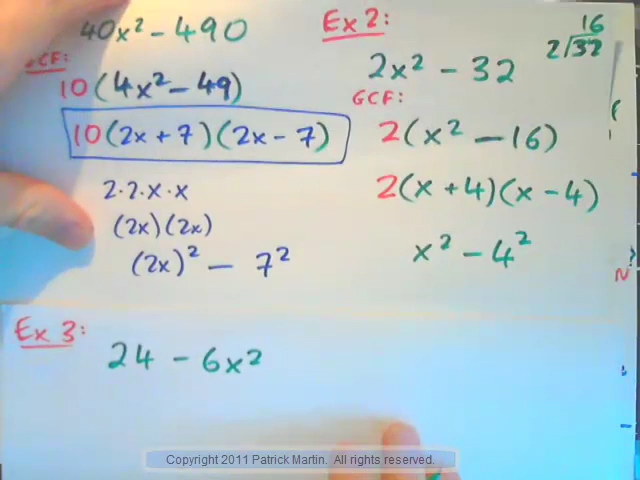 40x² - 490
GCF:
10(4x² - 49)
10(2x + 7)(2x - 7)
2·2·x·x
(2x)(2x)
(2x)² - 7²
Ex 2:
16
2)32
2x² - 32
GCF:
2(x² - 16)
2(x + 4)(x - 4)
x² - 4²
Ex 3:
24 - 6x²
Copyright 2011 Patrick Martin. All rights reserved.